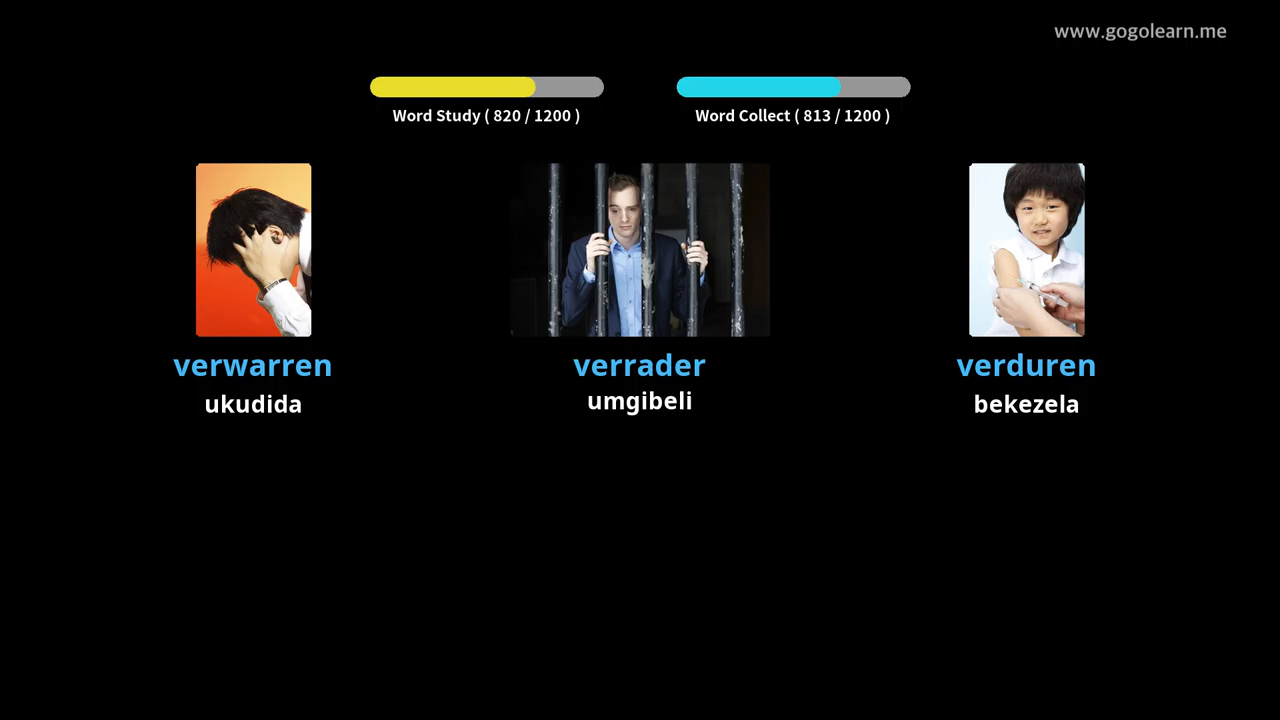 www.gogolearn.me
Word Study ( 820 / 1200 )
Word Collect ( 813 / 1200 )
verwarren
ukudida
verrader
umgibeli
verduren
bekezela